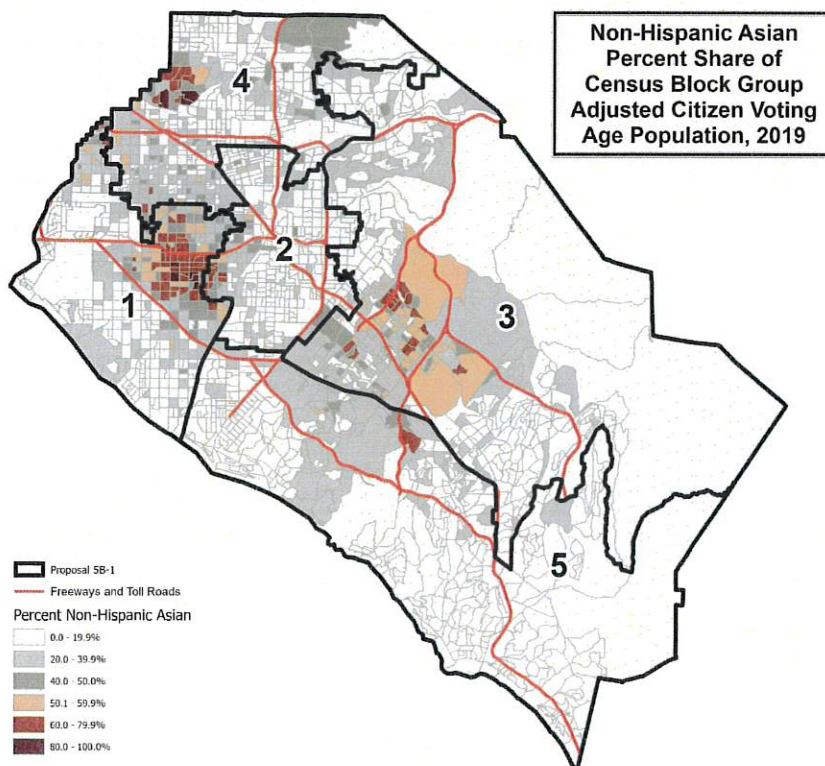 Non-Hispanic Asian
Percent Share of
Census Block Group
Adjusted Citizen Voting
Age Population, 2019
4
2
1
3
5
Proposal 5B-1
Freeways and Toll Roads
Percent Non-Hispanic Asian
0.0 - 19.9%
20.0 - 39.9%
40.0 - 50.0%
50.1 - 59.9%
60.0 - 79.9%
80.0 - 100.0%